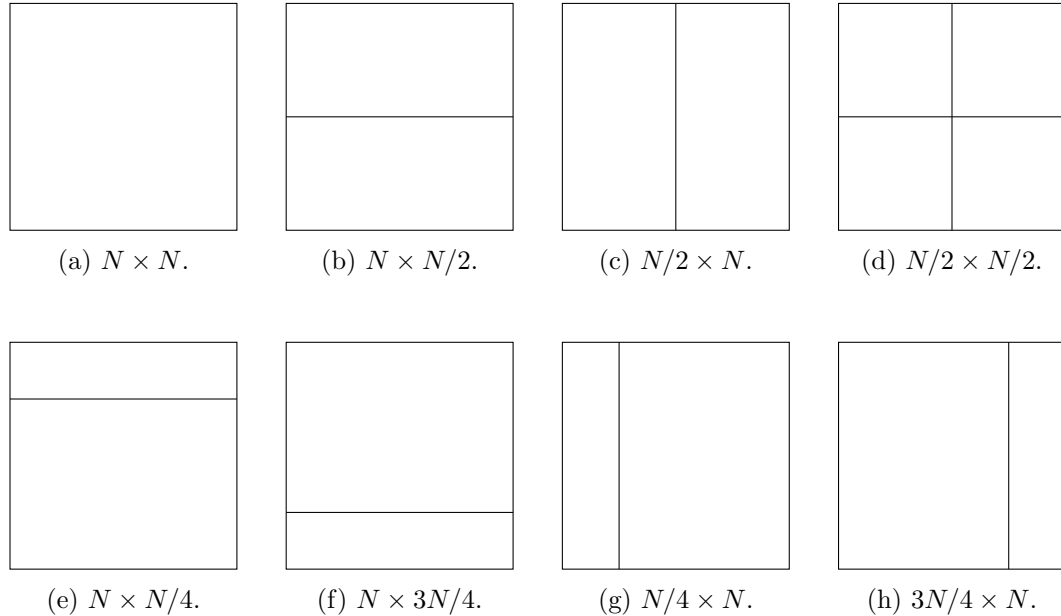 (a) N × N.
(b) N × N/2.
(c) N/2 × N.
(d) N/2 × N/2.
(e) N × N/4.
(f) N × 3N/4.
(g) N/4 × N.
(h) 3N/4 × N.